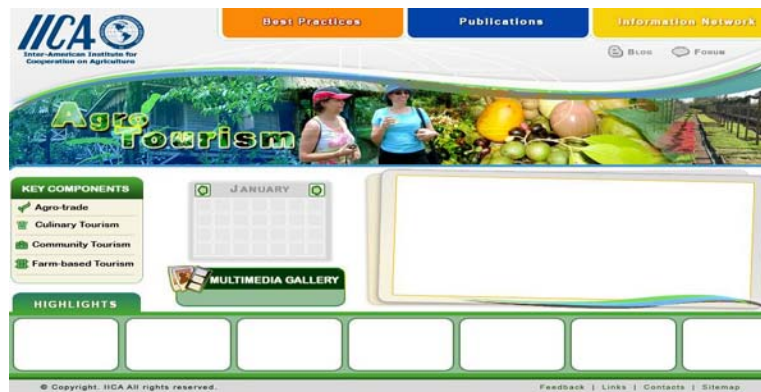 Best Practices
Publications
Information Network
IICA
Inter-American Institute for
Cooperation on Agriculture
Blog
Forum
Agro
Tourism
KEY COMPONENTS
Agro-trade
Culinary Tourism
Community Tourism
Farm-based Tourism
JANUARY
MULTIMEDIA GALLERY
HIGHLIGHTS
© Copyright. IICA All rights reserved.
Feedback | Links | Contacts | Sitemap